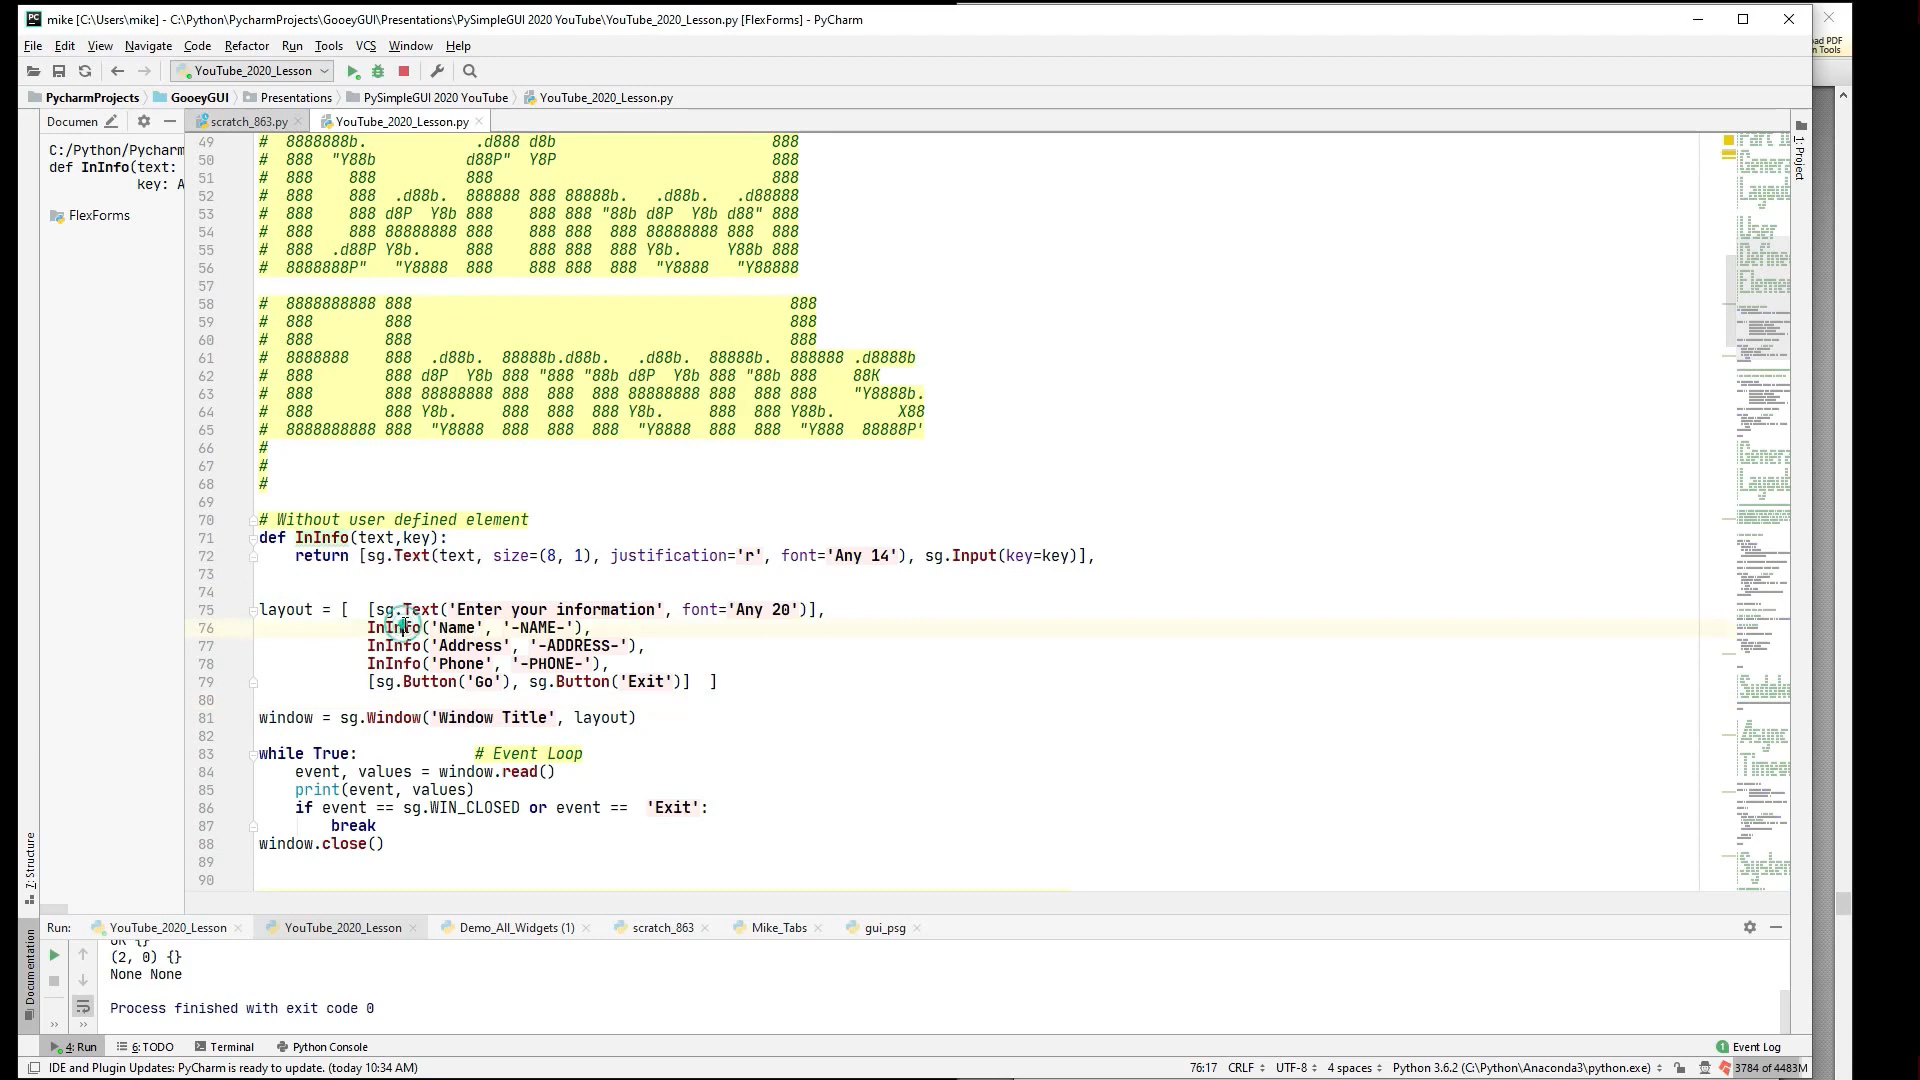 mike [C:\Users\mike] - C:\Python\PycharmProjects\GooeyGUI\Presentations\PySimpleGUI 2020 YouTube\YouTube_2020_Lesson.py [FlexForms] - PyCharm
File Edit View Navigate Code Refactor Run Tools VCS Window Help
YouTube_2020_Lesson
PycharmProjects GooeyGUI Presentations PySimpleGUI 2020 YouTube YouTube_2020_Lesson.py
Documen scratch_863.py YouTube_2020_Lesson.py
C:/Python/Pycharm
def InInfo(text:
key: A
FlexForms
49 #  8888888b.             .d888 d8b                        888
50 #  888  "Y88b          d88P"  Y8P                        888
51 #  888    888          888                               888
52 #  888    888  .d88b.  888888 888 88888b.   .d88b.   .d88888
53 #  888    888 d8P  Y8b 888    888 888 "88b d8P  Y8b d88" 888
54 #  888    888 88888888 888    888 888  888 88888888 888  888
55 #  888  .d88P Y8b.     888    888 888  888 Y8b.     Y88b 888
56 #  8888888P"   "Y8888  888    888 888  888  "Y8888   "Y88888
57
58 #  8888888888 888                                          888
59 #  888        888                                          888
60 #  888        888                                          888
61 #  8888888    888  .d88b.  88888b.d88b.   .d88b.  88888b.  888888 .d8888b
62 #  888        888 d8P  Y8b 888 "888 "88b d8P  Y8b 888 "88b 888    88K
63 #  888        888 88888888 888  888  888 88888888 888  888 888    "Y8888b.
64 #  888        888 Y8b.     888  888  888 Y8b.     888  888 Y88b.       X88
65 #  8888888888 888  "Y8888  888  888  888  "Y8888  888  888  "Y888  88888P'
66 #
67 #
68 #
69
70 # Without user defined element
71 def InInfo(text,key):
72     return [sg.Text(text, size=(8, 1), justification='r', font='Any 14'), sg.Input(key=key)],
73
74
75 layout = [  [sg.Text('Enter your information', font='Any 20')],
76             InInfo('Name', '-NAME-'),
77             InInfo('Address', '-ADDRESS-'),
78             InInfo('Phone', '-PHONE-'),
79             [sg.Button('Go'), sg.Button('Exit')]  ]
80
81 window = sg.Window('Window Title', layout)
82
83 while True:             # Event Loop
84     event, values = window.read()
85     print(event, values)
86     if event == sg.WIN_CLOSED or event ==  'Exit':
87         break
88 window.close()
89
90
1: Project
7: Structure
Documentation
Run: YouTube_2020_Lesson YouTube_2020_Lesson Demo_All_Widgets (1) scratch_863 Mike_Tabs gui_psg
OK {}
(2, 0) {}
None None
Process finished with exit code 0
4: Run 6: TODO Terminal Python Console 1 Event Log
IDE and Plugin Updates: PyCharm is ready to update. (today 10:34 AM) 76:17 CRLF UTF-8 4 spaces Python 3.6.2 (C:\Python\Anaconda3\python.exe) 3784 of 4483M
ad PDF
n Tools